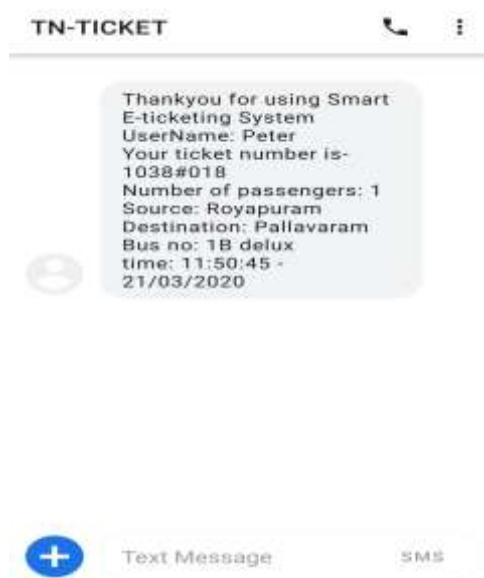 TN-TICKET
Thankyou for using Smart
E-ticketing System
UserName: Peter
Your ticket number is-
1038#018
Number of passengers: 1
Source: Royapuram
Destination: Pallavaram
Bus no: 1B delux
time: 11:50:45 -
21/03/2020
Text Message SMS